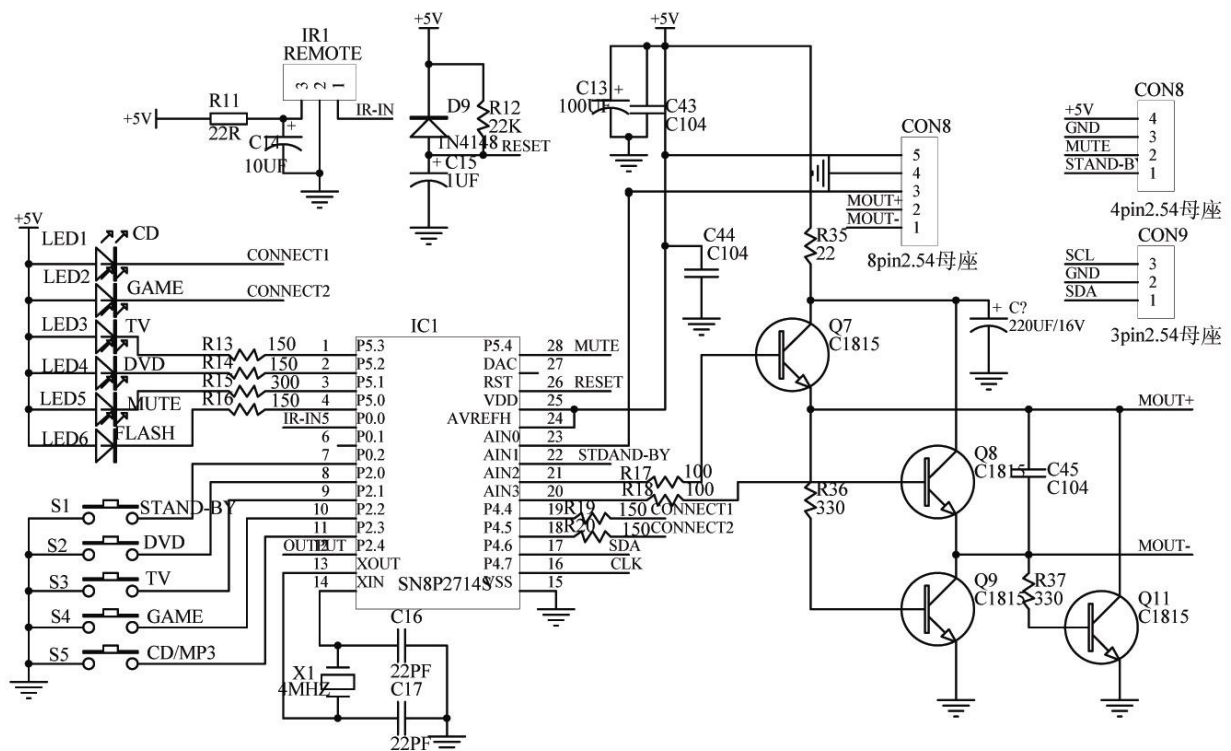 +5V
IR1
REMOTE
3
2
1
IR-IN
R11
22R
+5V
C14
10UF
+5V
D9
1N4148
R12
22K
RESET
C15
1UF
+5V
C13
100UF
C43
C104
CON8
5
4
3
2
1
MOUT+
MOUT-
8pin2.54母座
CON8
+5V
GND
MUTE
STAND-BY
4
3
2
1
4pin2.54母座
CON9
SCL
GND
SDA
3
2
1
3pin2.54母座
+5V
LED1
CD
CONNECT1
LED2
GAME
CONNECT2
LED3
TV
LED4
DVD
LED5
MUTE
LED6
FLASH
R13
150
R14
150
R15
300
R16
150
IR-IN
IC1
1
P5.3
2
P5.2
3
P5.1
4
P5.0
5
P0.0
6
P0.1
7
P0.2
8
P2.0
9
P2.1
10
P2.2
11
P2.3
12
P2.4
13
XOUT
14
XIN
P5.4
28
MUTE
DAC
27
RST
26
RESET
VDD
25
AVREFH
24
AIN0
23
AIN1
22
STDAND-BY
AIN2
21
AIN3
20
P4.4
19
P4.5
18
P4.6
17
SDA
P4.7
16
CLK
VSS
15
SN8P2714S
OUTPUT
R17
100
R18
100
R19
150
CONNECT1
R20
150
CONNECT2
S1
STAND-BY
S2
DVD
S3
TV
S4
GAME
S5
CD/MP3
X1
4MHZ
C16
22PF
C17
22PF
C44
C104
R35
22
Q7
C1815
C?
220UF/16V
MOUT+
Q8
C1815
C45
C104
R36
330
MOUT-
Q9
C1815
R37
330
Q11
C1815